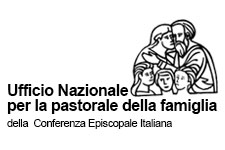 Ufficio Nazionale
per la pastorale della famiglia
della Conferenza Episcopale Italiana